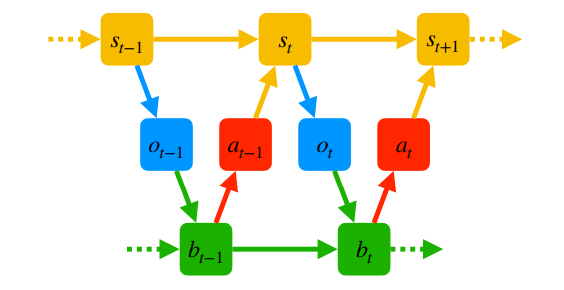 s_{t−1} s_t s_{t+1}
o_{t−1} a_{t−1} o_t a_t
b_{t−1} b_t